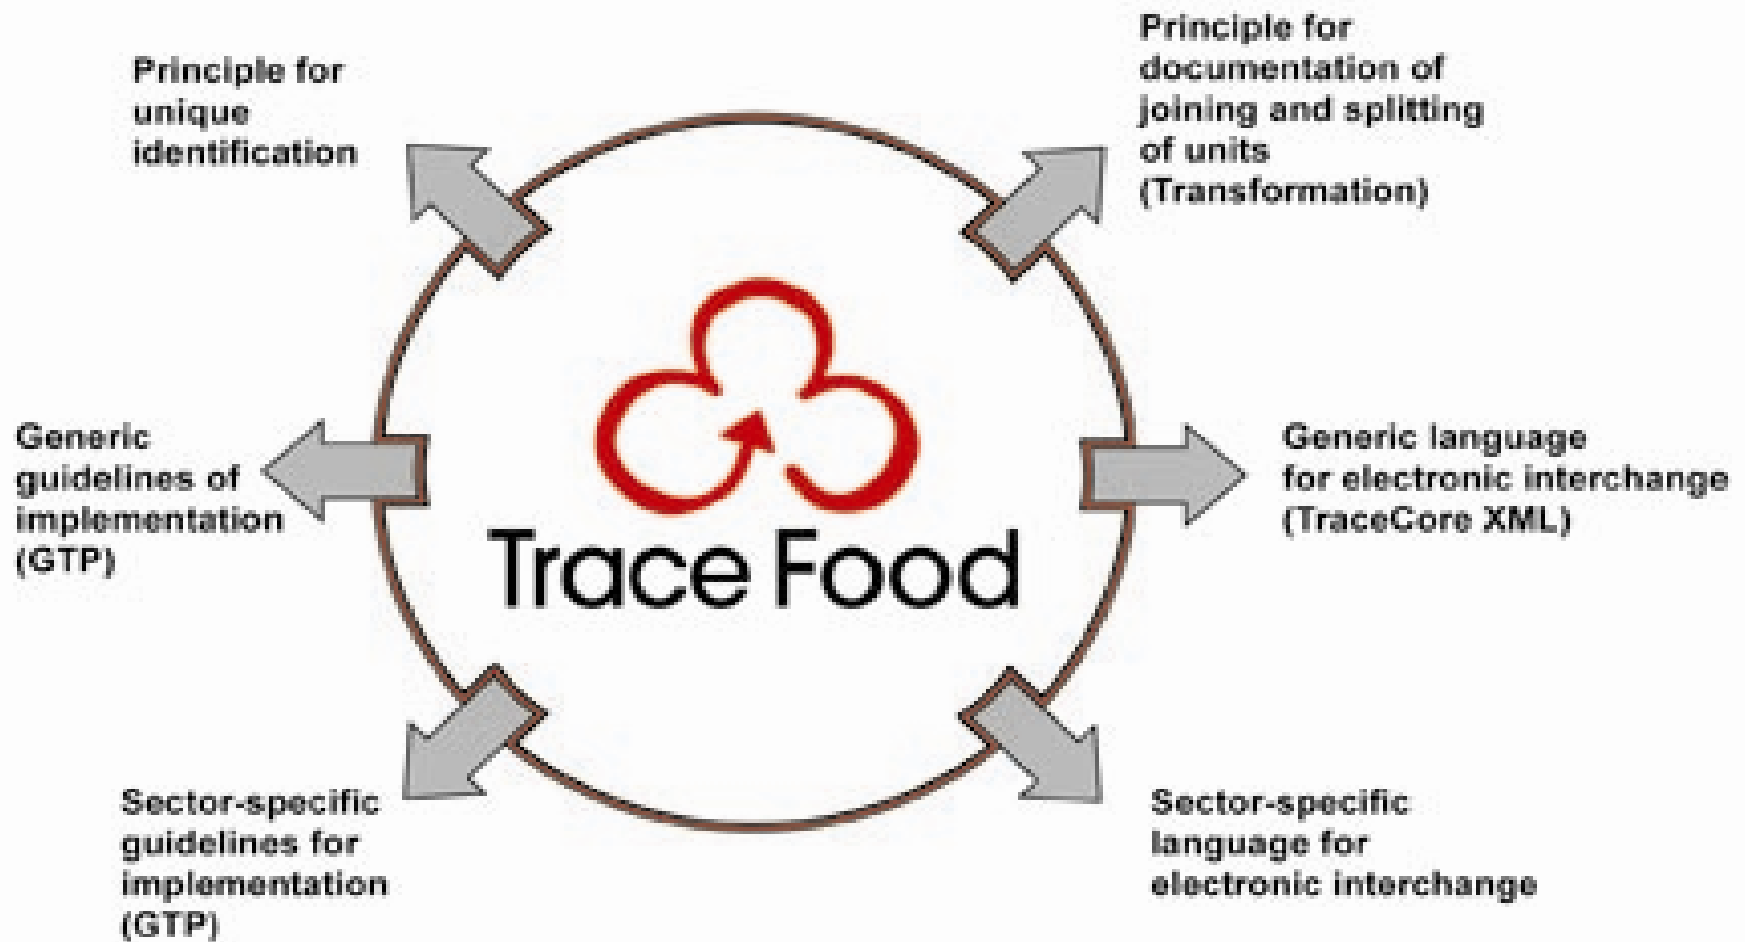 Principle for
unique
identification
Principle for
documentation of
joining and splitting
of units
(Transformation)
Generic
guidelines of
implementation
(GTP)
Trace Food
Generic language
for electronic interchange
(TraceCore XML)
Sector-specific
guidelines for
implementation
(GTP)
Sector-specific
language for
electronic interchange